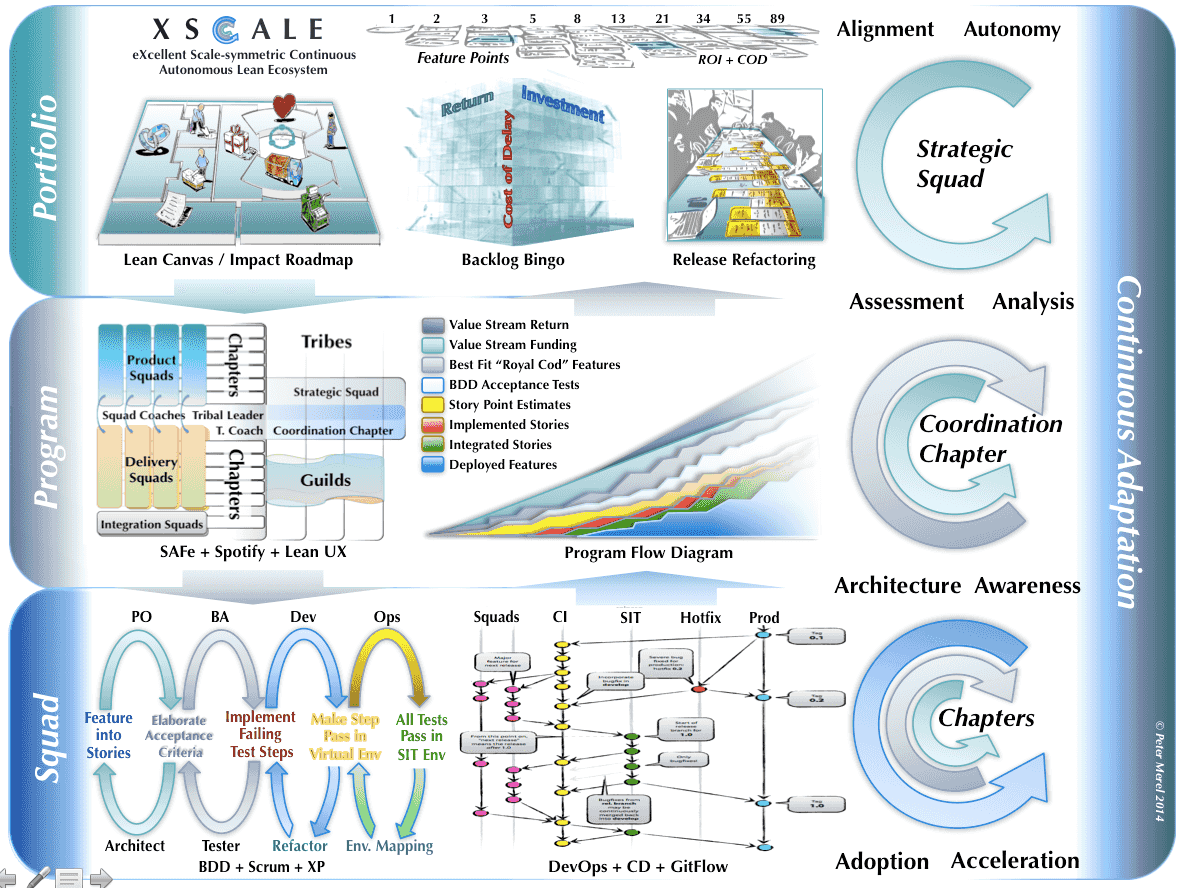 X S C A L E
eXcellent Scale-symmetric Continuous
Autonomous Lean Ecosystem
1 2 3 5 8 13 21 34 55 89
Feature Points
ROI + COD
Return
Investment
Cost of Delay
Portfolio
Lean Canvas / Impact Roadmap
Backlog Bingo
Release Refactoring
Alignment Autonomy
Strategic
Squad
Assessment Analysis
Program
Product
Squads
Chapters
Tribes
Strategic Squad
Squad Coaches
Tribal Leader
T. Coach
Coordination Chapter
Delivery
Squads
Chapters
Guilds
Integration Squads
SAFe + Spotify + Lean UX
Value Stream Return
Value Stream Funding
Best Fit “Royal Cod” Features
BDD Acceptance Tests
Story Point Estimates
Implemented Stories
Integrated Stories
Deployed Features
Program Flow Diagram
Coordination
Chapter
Architecture Awareness
Continuous Adaptation
Squad
PO BA Dev Ops
Feature
into
Stories
Elaborate
Acceptance
Criteria
Implement
Failing
Test Steps
Make Step
Pass in
Virtual Env
All Tests
Pass in
SIT Env
Architect
Tester
Refactor
Env. Mapping
BDD + Scrum + XP
Squads CI SIT Hotfix Prod
Tag
0.1
Major
feature for
next release
Severe bug
fixed for
production:
hotfix 0.2
Incorporate
bugfix in
develop
Tag
0.2
From this point on,
“next release”
means the release
after 1.0
Start of
release
branch for
1.0
Only
bugfixes!
Bugfixes from
rel. branch
may be
continuously
merged back
into develop
Tag
1.0
DevOps + CD + GitFlow
Chapters
Adoption Acceleration
© Peter Merel 2014